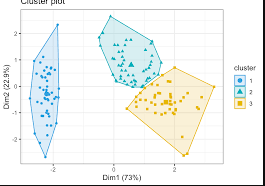 Cluster plot
2
1
0
-1
-2
Dim2 (22.9%)
-2
0
2
Dim1 (73%)
cluster
1
2
3